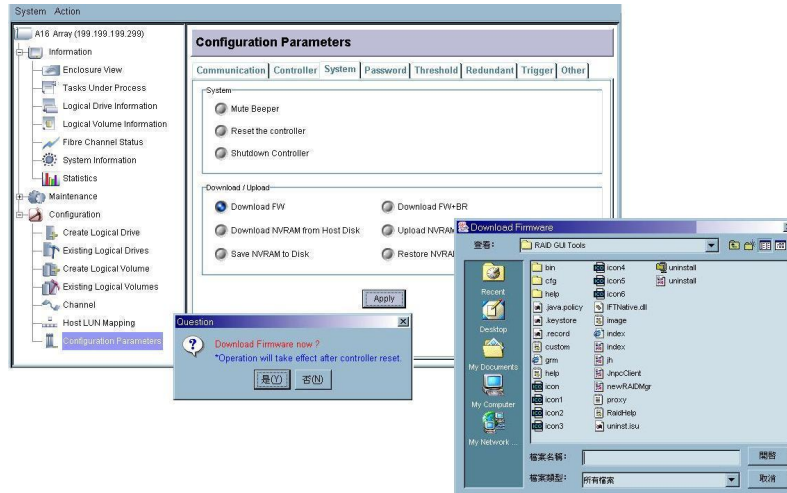 System Action
A16 Array (199.199.199.299)
Information
Enclosure View
Tasks Under Process
Logical Drive Information
Logical Volume Information
Fibre Channel Status
System Information
Statistics
Maintenance
Configuration
Create Logical Drive
Existing Logical Drives
Create Logical Volume
Existing Logical Volumes
Channel
Host LUN Mapping
Configuration Parameters
Configuration Parameters
Communication Controller System Password Threshold Redundant Trigger Other
System
Mute Beeper
Reset the controller
Shutdown Controller
Download / Upload
Download FW
Download FW+BR
Download NVRAM from Host Disk
Upload NVRAM
Save NVRAM to Disk
Restore NVRA
Apply
Question
Download Firmware now ?
*Operation will take effect after controller reset.
是(Y) 否(N)
Download Firmware
查看: RAID GUI Tools
Recent
Desktop
My Documents
My Computer
My Network ...
bin
cfg
help
java.policy
.keystore
.record
custom
grm
help
icon
icon1
icon2
icon3
icon4
icon5
icon6
IFTNative.dll
image
index
index
jh
JnpcClient
newRAIDMgr
proxy
RaidHelp
uninst.isu
uninstall
uninstall
檔案名稱: 開啓
檔案類型: 所有檔案 取消